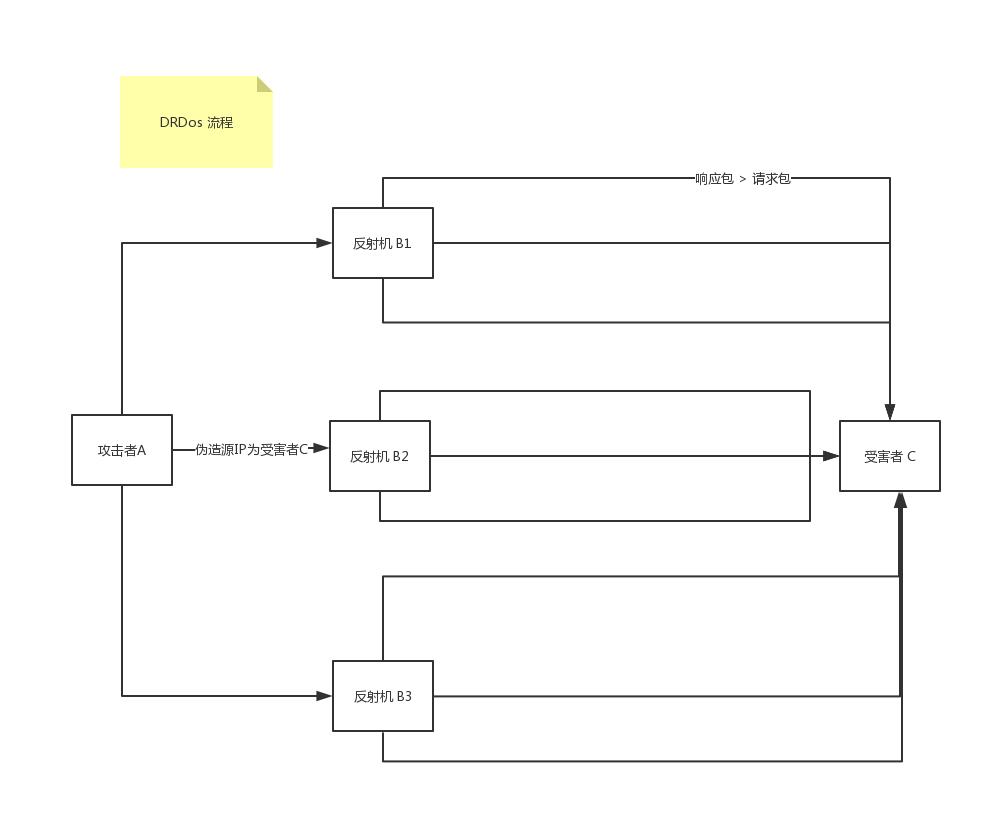 DRDos 流程
响应包 > 请求包
反射机 B1
攻击者A
伪造源IP为受害者C
反射机 B2
受害者 C
反射机 B3